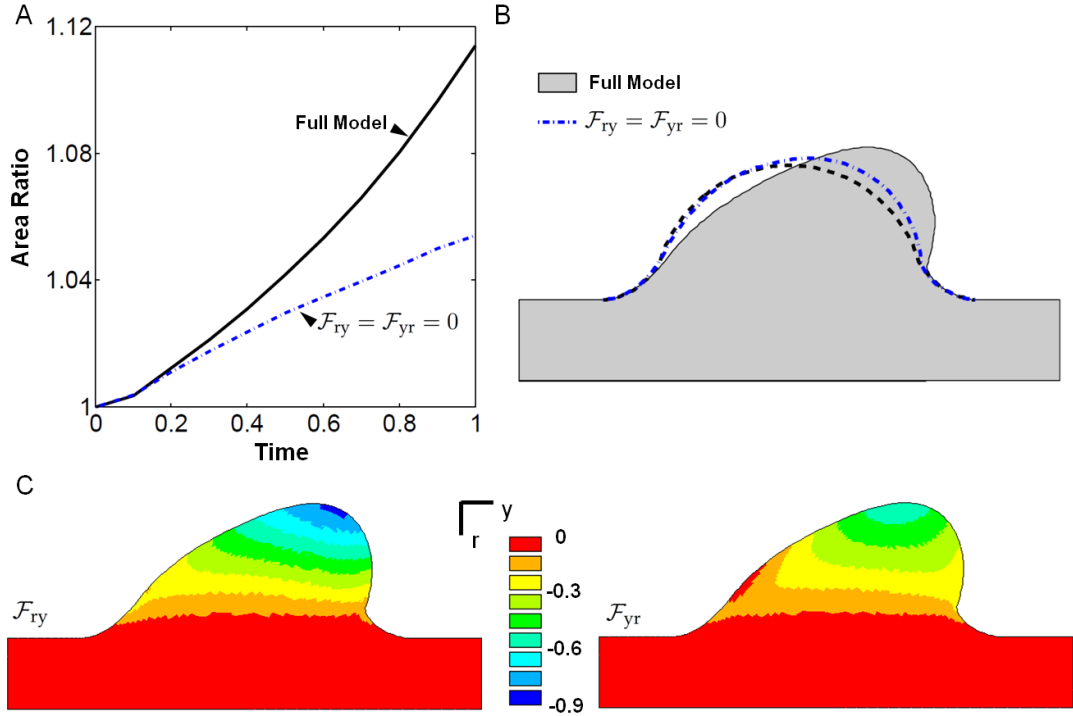 A
1.12
1.08
1.04
1
Area Ratio
Full Model
ℱry = ℱyr = 0
0 0.2 0.4 0.6 0.8 1
Time
B
Full Model
ℱry = ℱyr = 0
C
ℱry
y
r
0
-0.3
-0.6
-0.9
ℱyr